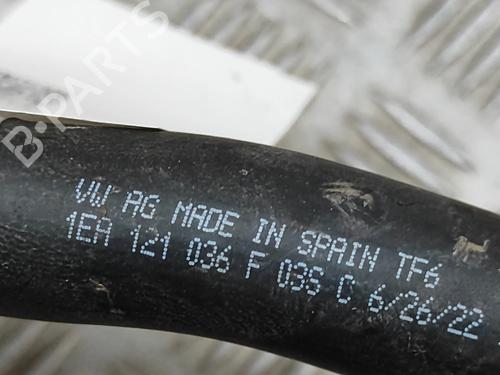 B-PARTS
VW AG MADE IN SPAIN TF6
1EA 121 036 F 03S C 6/26/22